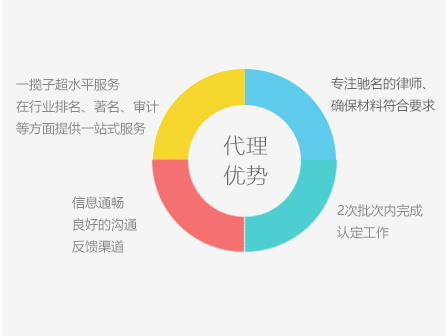 一揽子超水平服务
在行业排名、著名、审计
等方面提供一站式服务
专注驰名的律师、
确保材料符合要求
代理
优势
信息通畅
良好的沟通
反馈渠道
2次批次内完成
认定工作